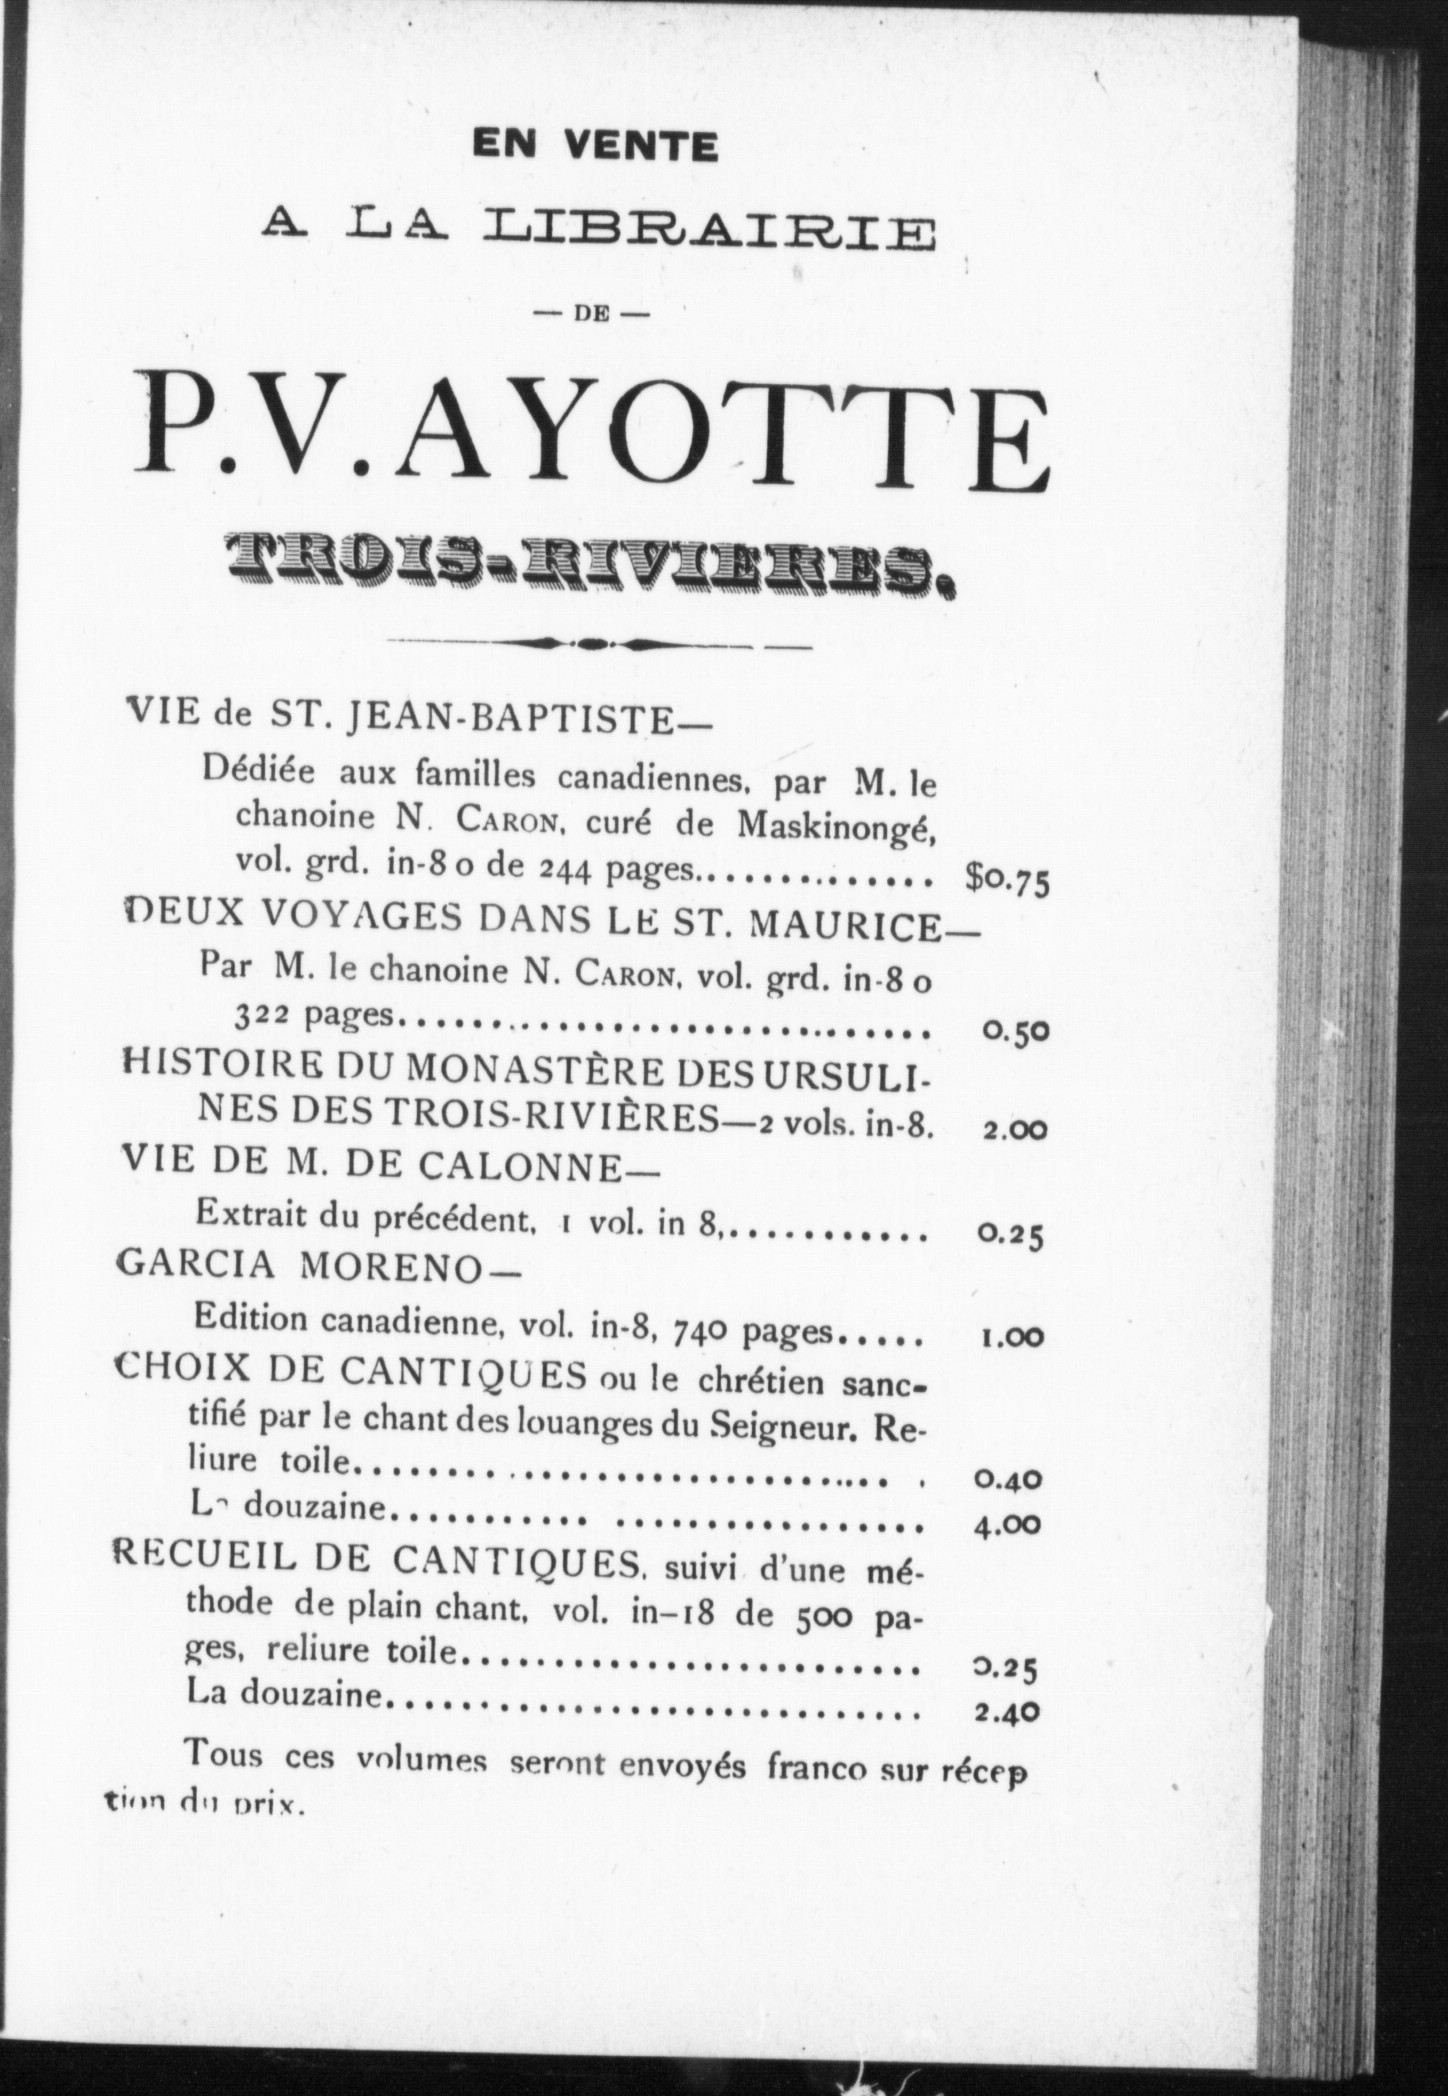 EN VENTE
A LA LIBRAIRIE
— DE —
P. V. AYOTTE
TROIS-RIVIERES.
VIE de ST. JEAN-BAPTISTE—
Dédiée aux familles canadiennes, par M. le
chanoine N. CARON, curé de Maskinongé,
vol. grd. in-8 o de 244 pages.............. $0.75
DEUX VOYAGES DANS LE ST. MAURICE—
Par M. le chanoine N. CARON, vol. grd. in-8 o
322 pages.............................. 0.50
HISTOIRE DU MONASTÈRE DES URSULI-
NES DES TROIS-RIVIÈRES—2 vols. in-8. 2.00
VIE DE M. DE CALONNE—
Extrait du précédent, 1 vol. in 8,........... 0.25
GARCIA MORENO—
Edition canadienne, vol. in-8, 740 pages..... 1.00
CHOIX DE CANTIQUES ou le chrétien sanc-
tifié par le chant des louanges du Seigneur. Re-
liure toile................................ 0.40
La douzaine............................ 4.00
RECUEIL DE CANTIQUES, suivi d'une mé-
thode de plain chant, vol. in-18 de 500 pa-
ges, reliure toile.......................... 0.25
La douzaine.............................. 2.40
Tous ces volumes seront envoyés franco sur récep
tion du prix.